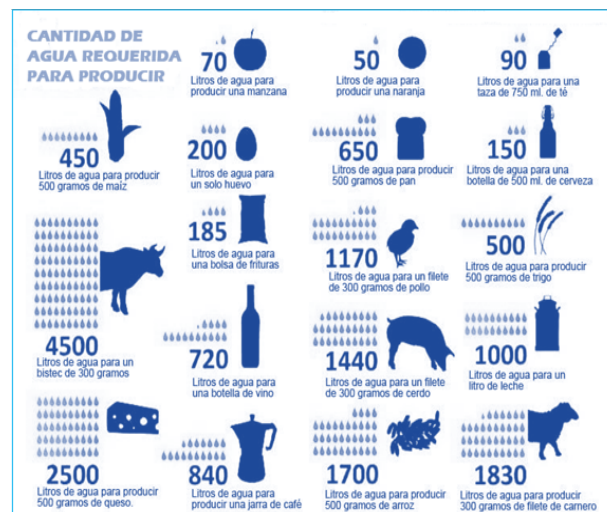 CANTIDAD DE
AGUA REQUERIDA
PARA PRODUCIR
70
Litros de agua para
producir una manzana
50
Litros de agua para
producir una naranja
90
Litros de agua para una
taza de 750 ml. de té
450
Litros de agua para producir
500 gramos de maíz
200
Litros de agua para
un solo huevo
650
Litros de agua para producir
500 gramos de pan
150
Litros de agua para una
botella de 500 ml. de cerveza
185
Litros de agua para
una bolsa de frituras
1170
Litros de agua para un filete
de 300 gramos de pollo
500
Litros de agua para producir
500 gramos de trigo
4500
Litros de agua para un
bistec de 300 gramos
720
Litros de agua para
una botella de vino
1440
Litros de agua para un filete
de 300 gramos de cerdo
1000
Litros de agua para un
litro de leche
2500
Litros de agua para producir
500 gramos de queso.
840
Litros de agua para
producir una jarra de café
1700
Litros de agua para producir
500 gramos de arroz
1830
Litros de agua para producir
300 gramos de filete de carnero